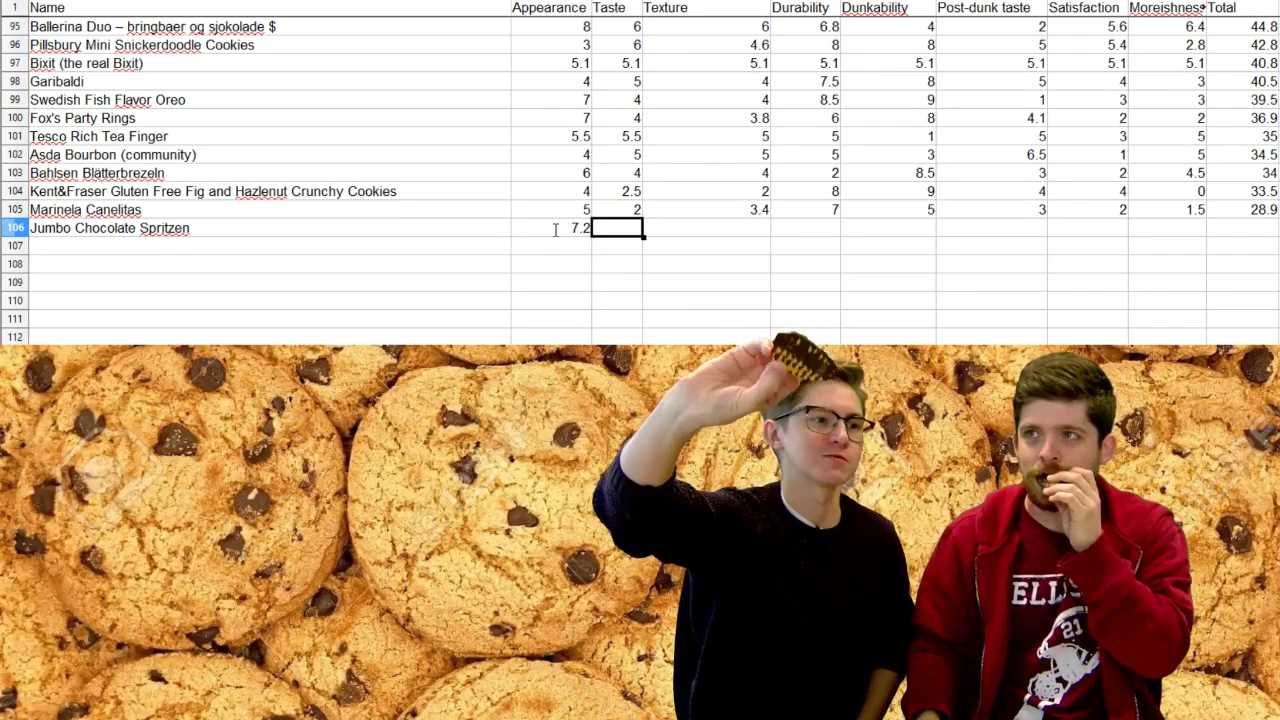 1 Name Appearance Taste Texture Durability Dunkability Post-dunk taste Satisfaction Moreishnes Total
95 Ballerina Duo – bringbaer og sjokolade $ 8 6 6 6.8 4 2 5.6 6.4 44.8
96 Pillsbury Mini Snickerdoodle Cookies 3 6 4.6 8 8 5 5.4 2.8 42.8
97 Bixit (the real Bixit) 5.1 5.1 5.1 5.1 5.1 5.1 5.1 5.1 40.8
98 Garibaldi 4 5 4 7.5 8 5 4 3 40.5
99 Swedish Fish Flavor Oreo 7 4 4 8.5 9 1 3 3 39.5
100 Fox's Party Rings 7 4 3.8 6 8 4.1 2 2 36.9
101 Tesco Rich Tea Finger 5.5 5.5 5 5 1 5 3 5 35
102 Asda Bourbon (community) 4 5 5 5 3 6.5 1 5 34.5
103 Bahlsen Blätterbrezeln 6 4 4 2 8.5 3 2 4.5 34
104 Kent&Fraser Gluten Free Fig and Hazlenut Crunchy Cookies 4 2.5 2 8 9 4 4 0 33.5
105 Marinela Canelitas 5 2 3.4 7 5 3 2 1.5 28.9
106 Jumbo Chocolate Spritzen 7.2
107
108
109
110
111
112
ELLIS
21